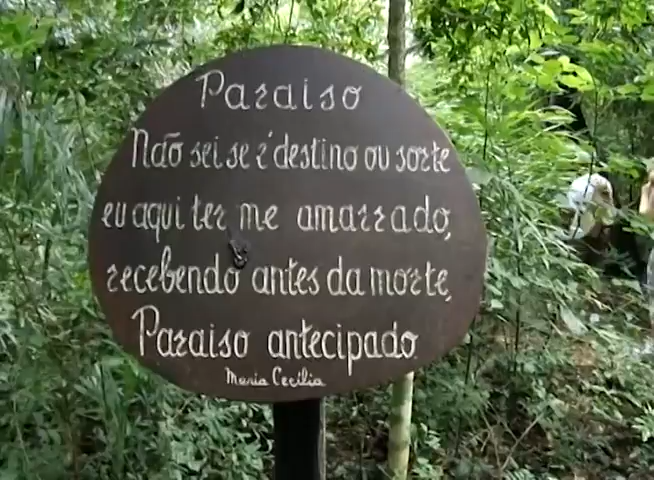 Paraiso
Não sei se é destino ou sorte
eu aqui ter me amarrado,
recebendo antes da morte,
Paraiso antecipado.
Maria Cecilia